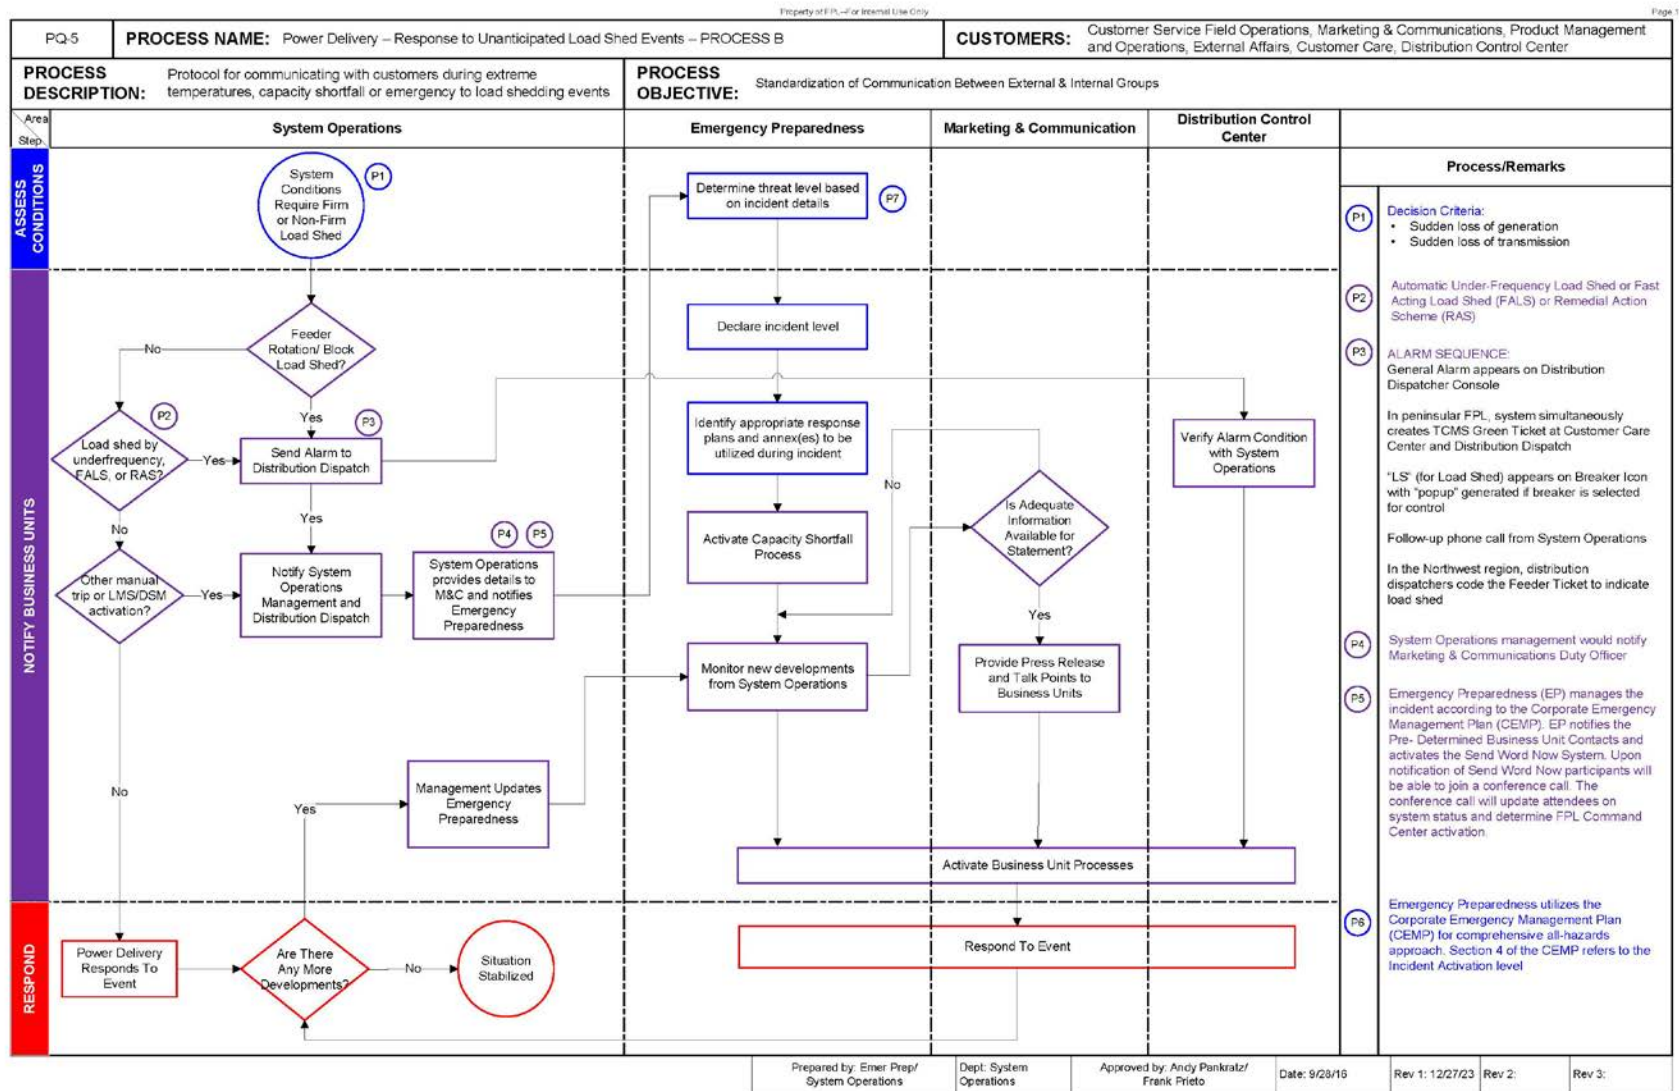 Property of FPL--For Internal Use Only
Page 1
PQ-5
PROCESS NAME: Power Delivery – Response to Unanticipated Load Shed Events – PROCESS B
CUSTOMERS:
Customer Service Field Operations, Marketing & Communications, Product Management
and Operations, External Affairs, Customer Care, Distribution Control Center
PROCESS
DESCRIPTION:
Protocol for communicating with customers during extreme
temperatures, capacity shortfall or emergency to load shedding events
PROCESS
OBJECTIVE:
Standardization of Communication Between External & Internal Groups
Area
Step
System Operations
Emergency Preparedness
Marketing & Communication
Distribution Control
Center
Process/Remarks
ASSESS
CONDITIONS
System
Conditions
Require Firm
or Non-Firm
Load Shed
P1
Determine threat level based
on incident details
P7
NOTIFY BUSINESS UNITS
Feeder
Rotation/ Block
Load Shed?
No
Yes
Load shed by
underfrequency,
FALS, or RAS?
P2
Yes
No
Send Alarm to
Distribution Dispatch
P3
Yes
Other manual
trip or LMS/DSM
activation?
Yes
No
Notify System
Operations
Management and
Distribution Dispatch
P4
P5
System Operations
provides details to
M&C and notifies
Emergency
Preparedness
Management Updates
Emergency
Preparedness
Yes
Declare incident level
Identify appropriate response
plans and annex(es) to be
utilized during incident
Activate Capacity Shortfall
Process
Monitor new developments
from System Operations
No
Is Adequate
Information
Available for
Statement?
Yes
Provide Press Release
and Talk Points to
Business Units
Verify Alarm Condition
with System
Operations
Activate Business Unit Processes
RESPOND
Power Delivery
Responds To
Event
Are There
Any More
Developments?
No
Situation
Stabilized
Respond To Event
P1
Decision Criteria:
• Sudden loss of generation
• Sudden loss of transmission
P2
Automatic Under-Frequency Load Shed or Fast
Acting Load Shed (FALS) or Remedial Action
Scheme (RAS)
P3
ALARM SEQUENCE:
General Alarm appears on Distribution
Dispatcher Console
In peninsular FPL, system simultaneously
creates TCMS Green Ticket at Customer Care
Center and Distribution Dispatch
"LS" (for Load Shed) appears on Breaker Icon
with "popup" generated if breaker is selected
for control
Follow-up phone call from System Operations
In the Northwest region, distribution
dispatchers code the Feeder Ticket to indicate
load shed
P4
System Operations management would notify
Marketing & Communications Duty Officer
P5
Emergency Preparedness (EP) manages the
incident according to the Corporate Emergency
Management Plan (CEMP). EP notifies the
Pre- Determined Business Unit Contacts and
activates the Send Word Now System. Upon
notification of Send Word Now participants will
be able to join a conference call. The
conference call will update attendees on
system status and determine FPL Command
Center activation.
P6
Emergency Preparedness utilizes the
Corporate Emergency Management Plan
(CEMP) for comprehensive all-hazards
approach. Section 4 of the CEMP refers to the
Incident Activation level
Prepared by: Emer Prep/
System Operations
Dept: System
Operations
Approved by: Andy Pankratz/
Frank Prieto
Date: 9/28/16
Rev 1: 12/27/23
Rev 2:
Rev 3: